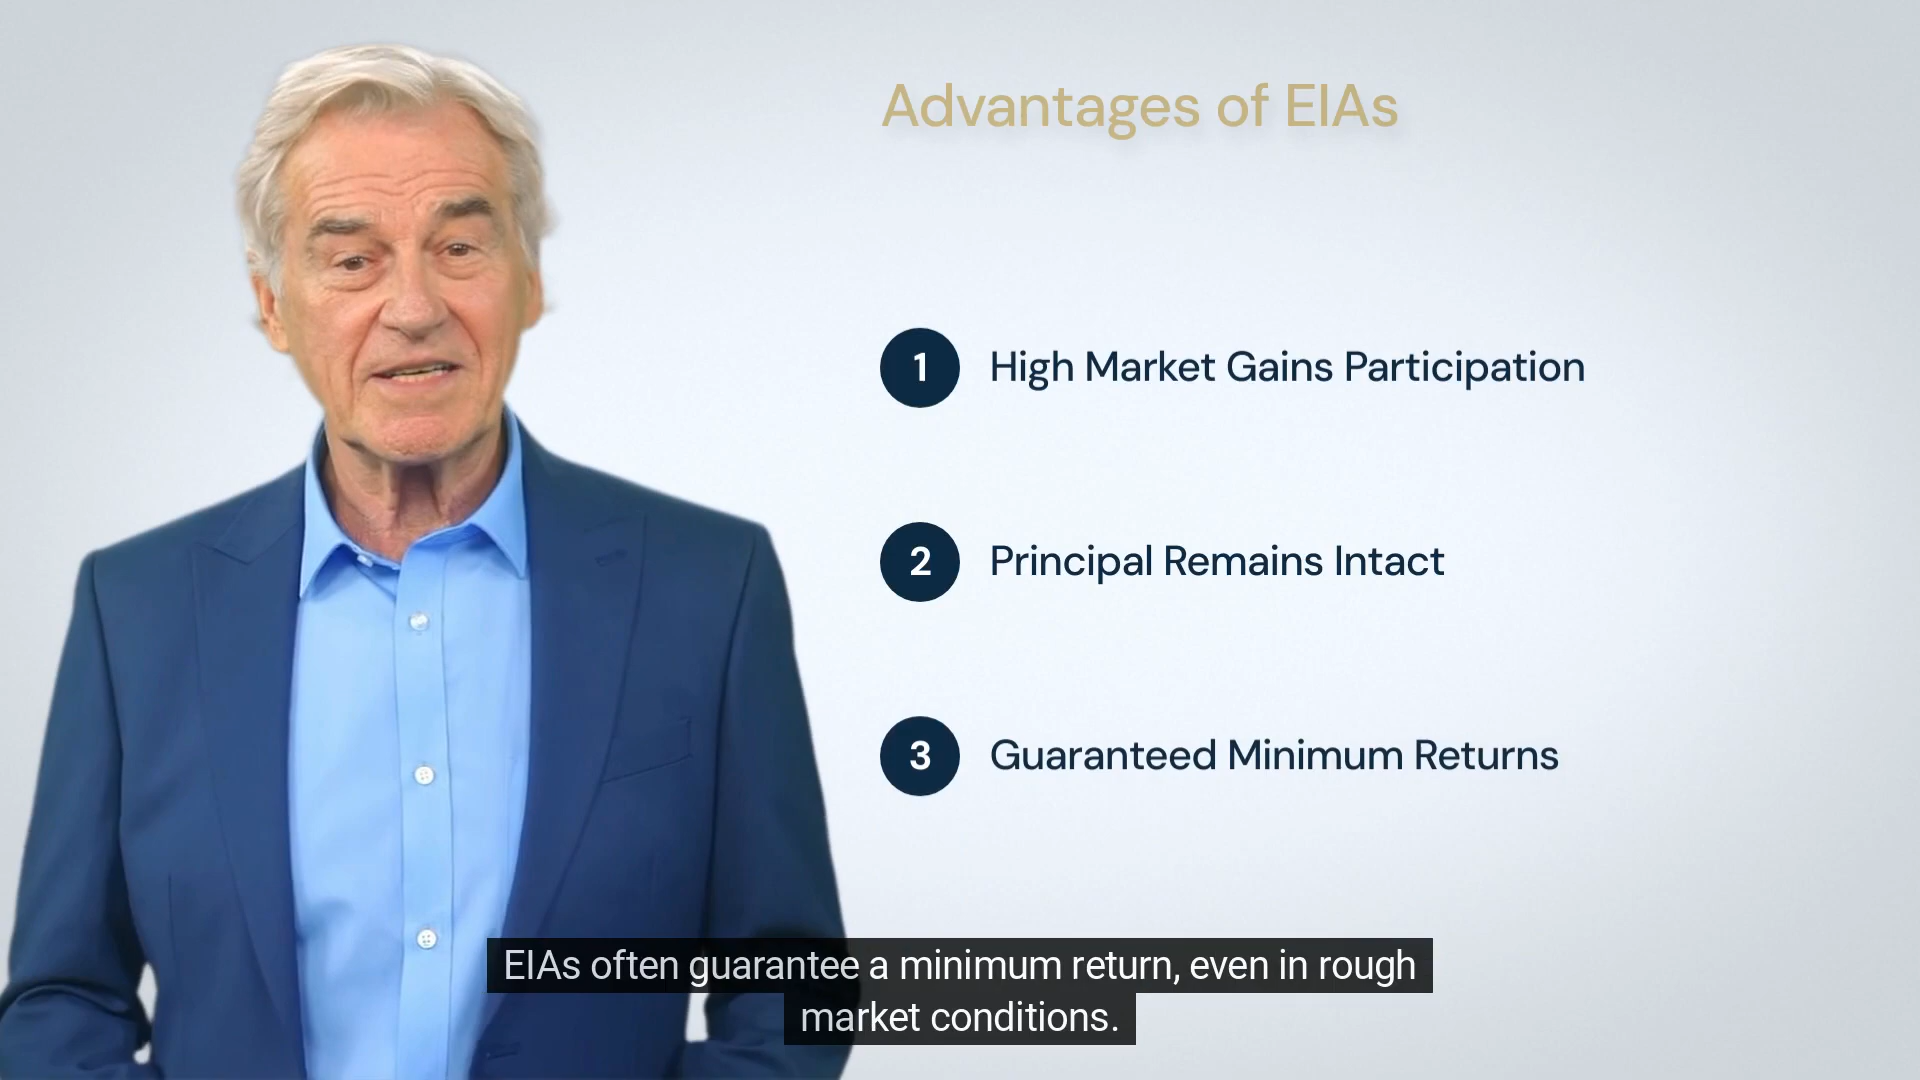 Advantages of EIAs
1 High Market Gains Participation
2 Principal Remains Intact
3 Guaranteed Minimum Returns
EIAs often guarantee a minimum return, even in rough
market conditions.